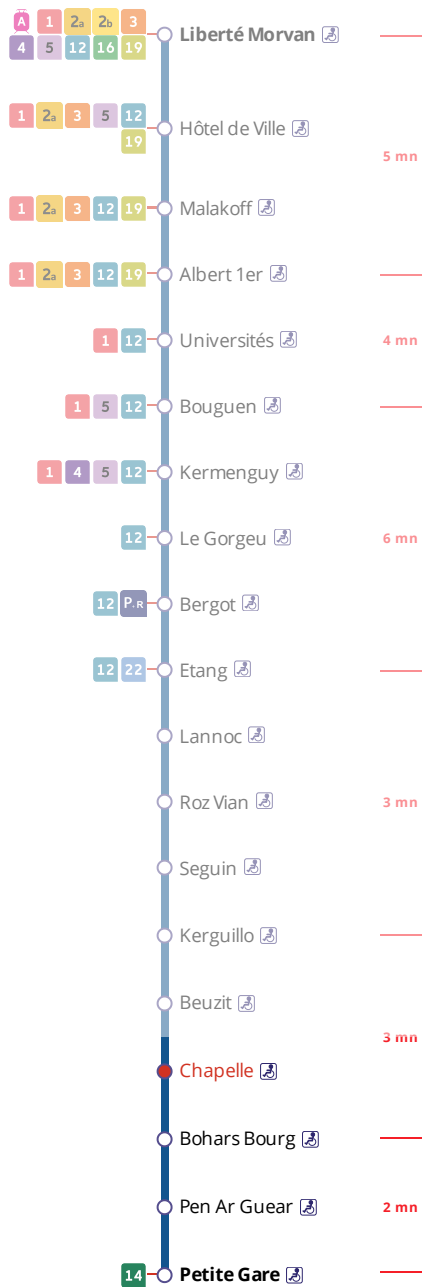 A 1 2a 2b 3
4 5 12 16 19
Liberté Morvan
1 2a 3 5 12
19
Hôtel de Ville
5 mn
1 2a 3 12 19 Malakoff
1 2a 3 12 19 Albert 1er
1 12 Universités 4 mn
1 5 12 Bouguen
1 4 5 12 Kermenguy
12 Le Gorgeu 6 mn
12 P.R Bergot
12 22 Etang
Lannoc
Roz Vian 3 mn
Seguin
Kerguillo
Beuzit
3 mn
Chapelle
Bohars Bourg
Pen Ar Guear 2 mn
14 Petite Gare